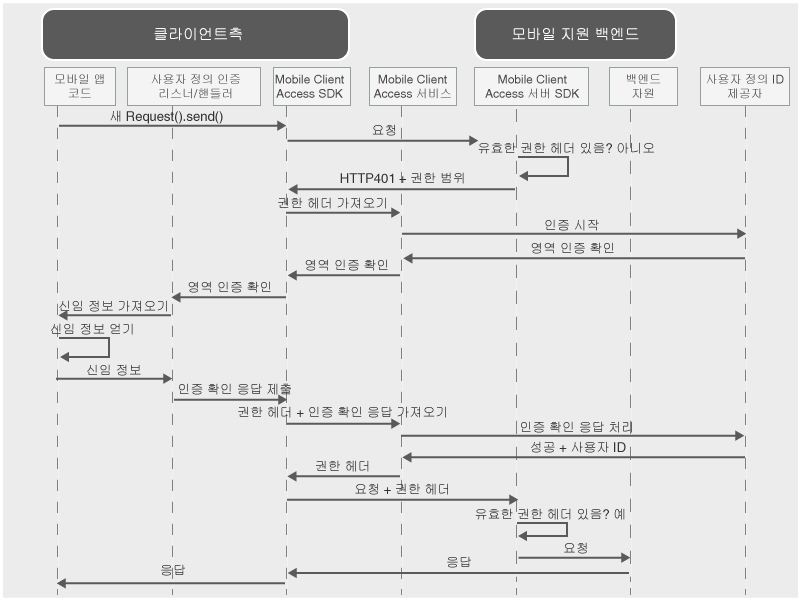 클라이언트측
모바일 지원 백엔드
모바일 앱
코드
사용자 정의 인증
리스너/핸들러
Mobile Client
Access SDK
Mobile Client
Access 서비스
Mobile Client
Access 서버 SDK
백엔드
자원
사용자 정의 ID
제공자
새 Request().send()
요청
유효한 권한 헤더 있음? 아니오
HTTP401 + 권한 범위
권한 헤더 가져오기
인증 시작
영역 인증 확인
영역 인증 확인
영역 인증 확인
신임 정보 가져오기
신임 정보 얻기
신임 정보
인증 확인 응답 제출
권한 헤더 + 인증 확인 응답 가져오기
인증 확인 응답 처리
성공 + 사용자 ID
권한 헤더
요청 + 권한 헤더
유효한 권한 헤더 있음? 예
요청
응답
응답